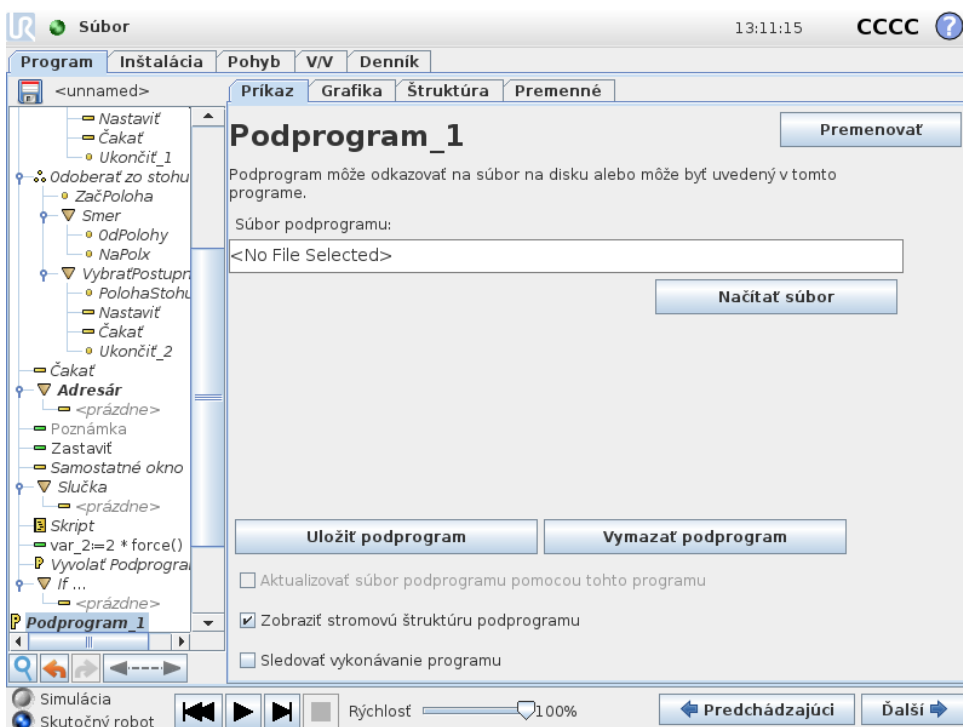 UR Súbor 13:11:15 CCCC ?
Program Inštalácia Pohyb V/V Denník
<unnamed> Príkaz Grafika Štruktúra Premenné
Nastaviť
Čakať
Ukončiť_1
Odoberať zo stohu
ZačPoloha
Smer
OdPolohy
NaPolx
VybraťPostupn
PolohaStohu
Nastaviť
Čakať
Ukončiť_2
Čakať
Adresár
<prázdne>
Poznámka
Zastaviť
Samostatné okno
Slučka
<prázdne>
Skript
var_2:=2 * force()
Vyvolať Podprogra
If ...
<prázdne>
P Podprogram_1
Podprogram_1 Premenovať
Podprogram môže odkazovať na súbor na disku alebo môže byť uvedený v tomto
programe.
Súbor podprogramu:
<No File Selected>
Načítať súbor
Uložiť podprogram Vymazať podprogram
Aktualizovať súbor podprogramu pomocou tohto programu
Zobraziť stromovú štruktúru podprogramu
Sledovať vykonávanie programu
Simulácia
Skutočný robot
Rýchlosť 100% Predchádzajúci Ďalší